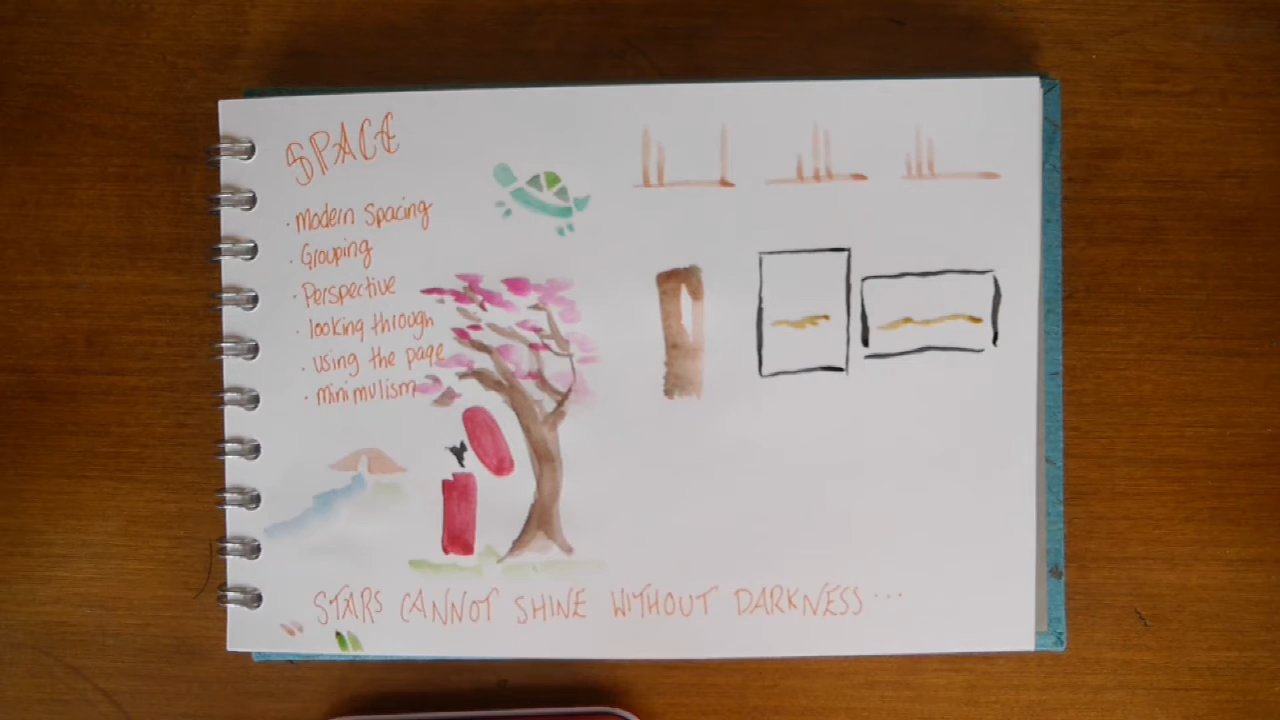 SPACE
· Modern Spacing
· Grouping
· Perspective
· looking through
· using the page
· minimulism
STARS CANNOT SHINE WITHOUT DARKNESS...